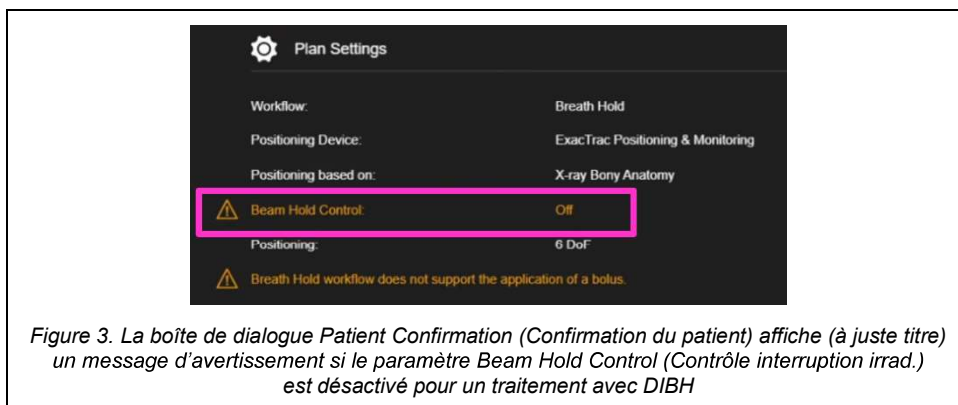 Plan Settings
Workflow: Breath Hold
Positioning Device: ExacTrac Positioning & Monitoring
Positioning based on: X-ray Bony Anatomy
Beam Hold Control: Off
Positioning: 6 DoF
Breath Hold workflow does not support the application of a bolus.
Figure 3. La boîte de dialogue Patient Confirmation (Confirmation du patient) affiche (à juste titre)
un message d’avertissement si le paramètre Beam Hold Control (Contrôle interruption irrad.)
est désactivé pour un traitement avec DIBH